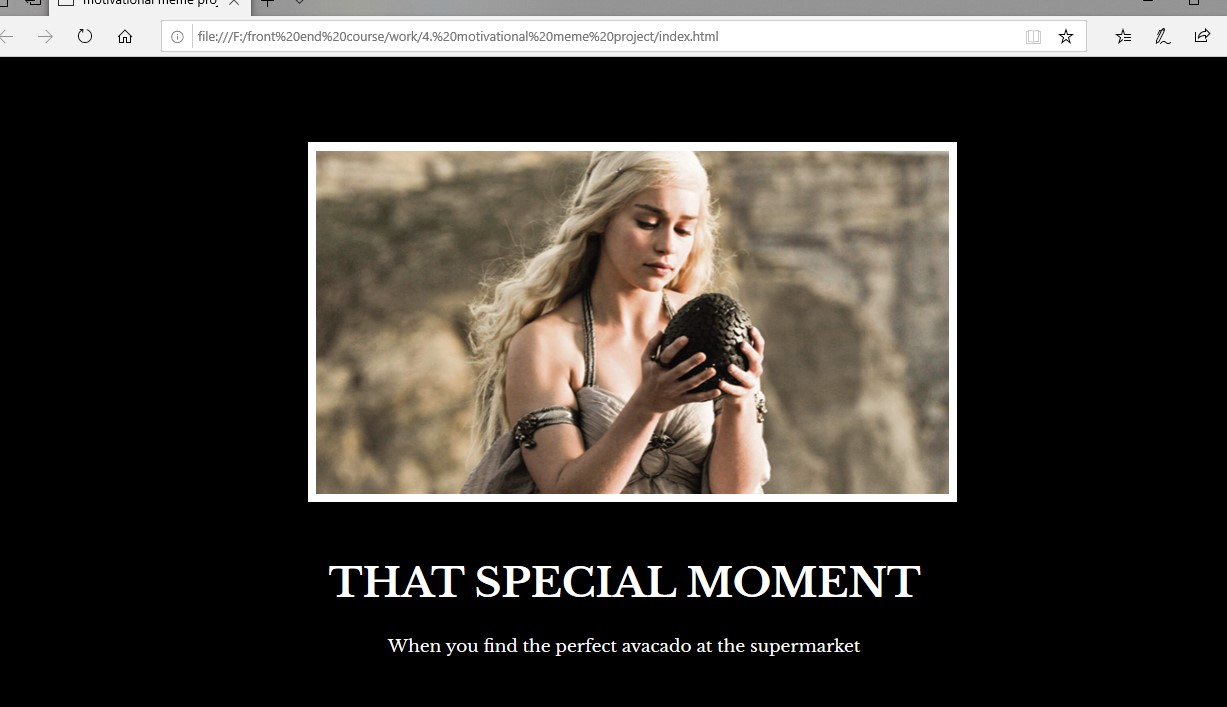 motivational meme proj
file:///F:/front%20end%20course/work/4.%20motivational%20meme%20project/index.html
THAT SPECIAL MOMENT
When you find the perfect avacado at the supermarket